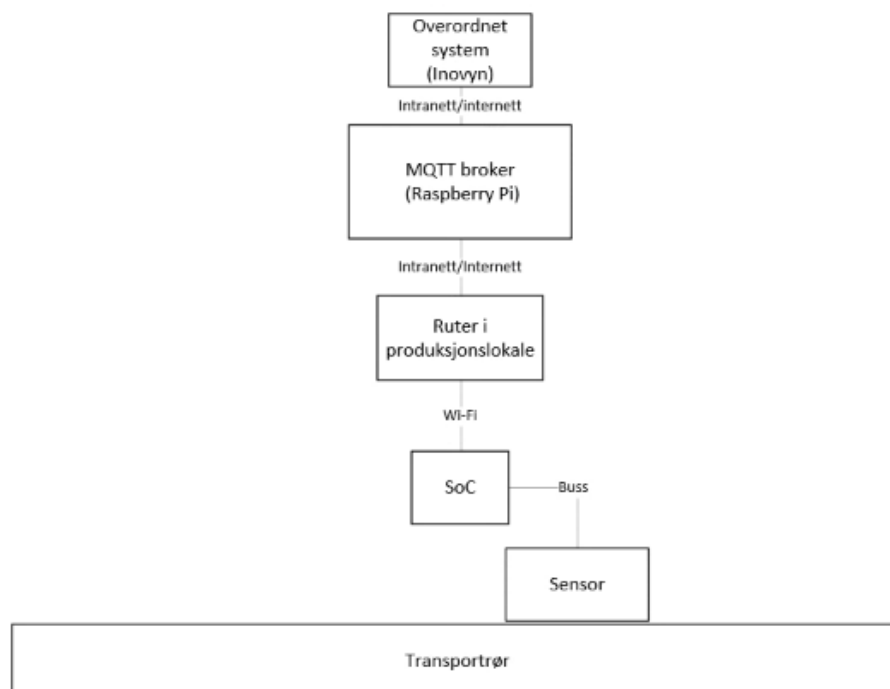 Overordnet
system
(Inovyn)
Intranett/internett
MQTT broker
(Raspberry Pi)
Intranett/Internett
Ruter i
produksjonslokale
Wi-Fi
SoC
Buss
Sensor
Transportrør